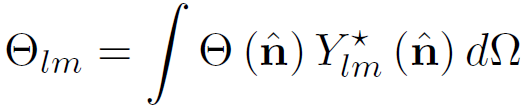 Θ_{lm} = ∫ Θ (n̂) Y^⋆_{lm} (n̂) dΩ